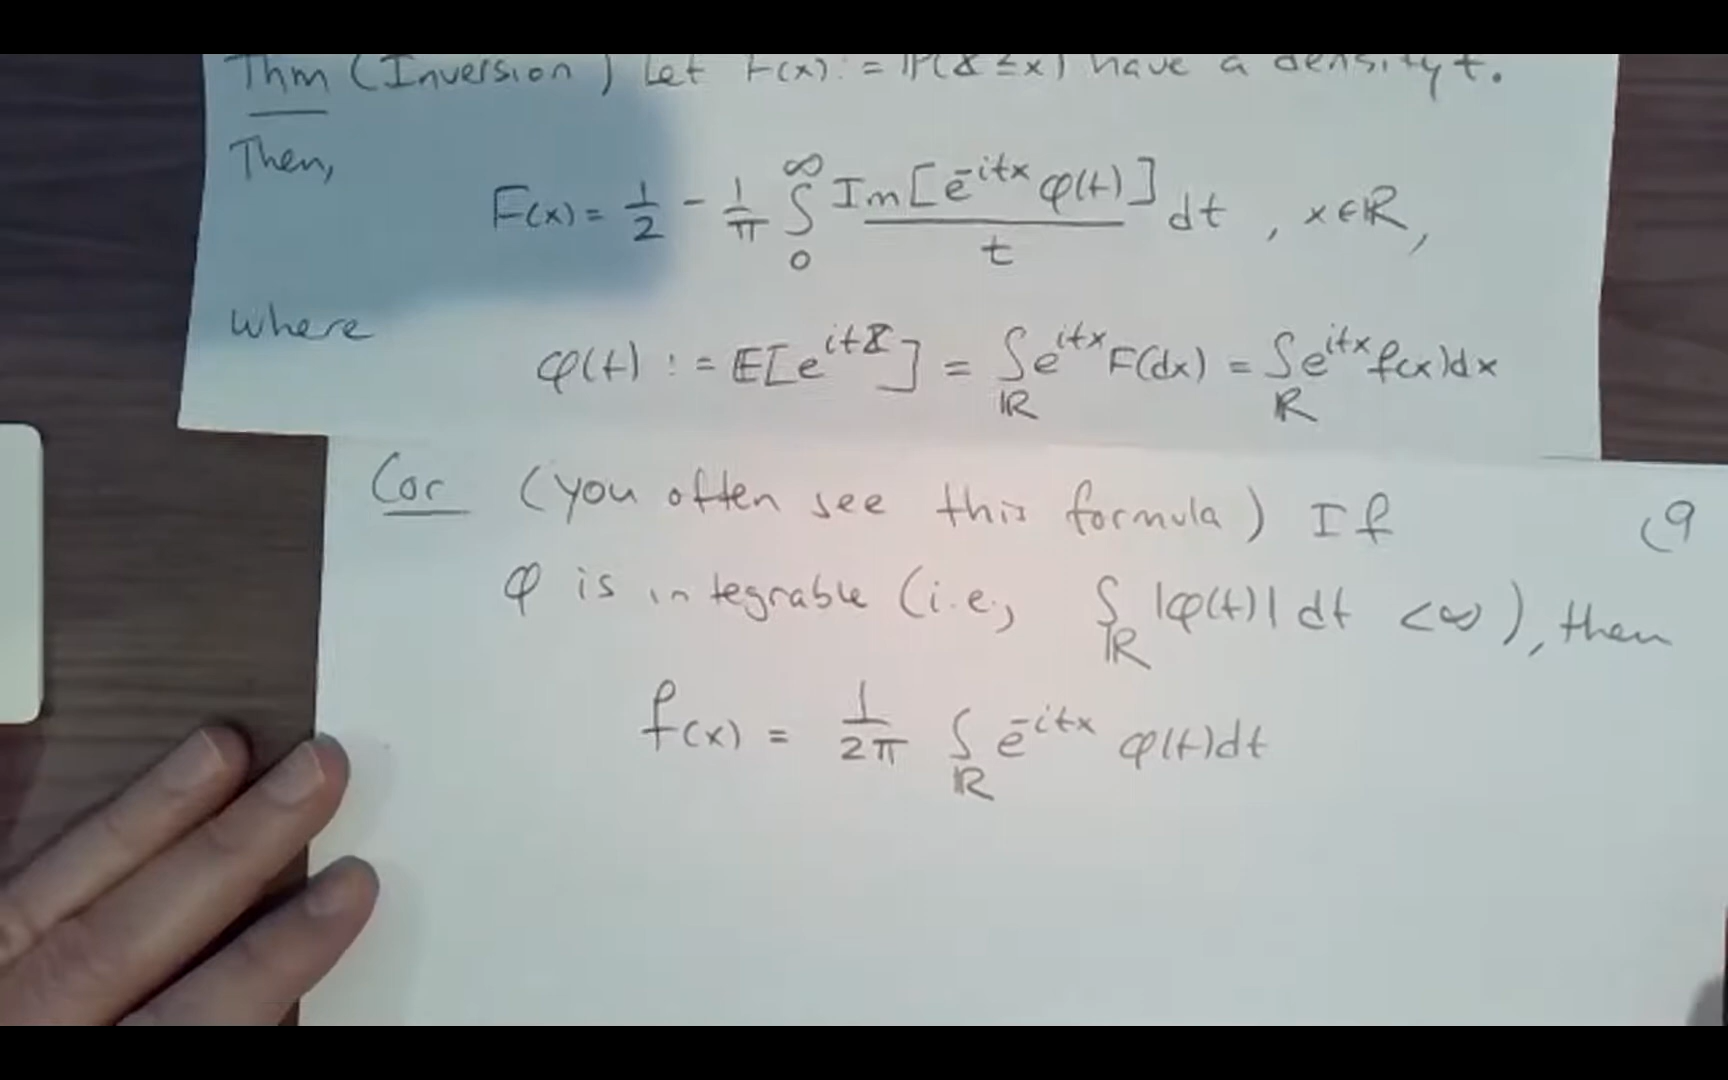 Thm (Inversion) Let F(x) := P(X ≤ x) have a density f.
Then,
F(x) = 1/2 - 1/π ∫_0^∞ Im[e^{-itx} φ(t)]/t dt , x ∈ ℝ,
where
φ(t) := E[e^{itX}] = ∫_ℝ e^{itx} F(dx) = ∫_ℝ e^{itx} f(x)dx
Cor (you often see this formula) If
(9
φ is integrable (i.e., ∫_ℝ |φ(t)| dt < ∞), then
f(x) = 1/2π ∫_ℝ e^{-itx} φ(t)dt